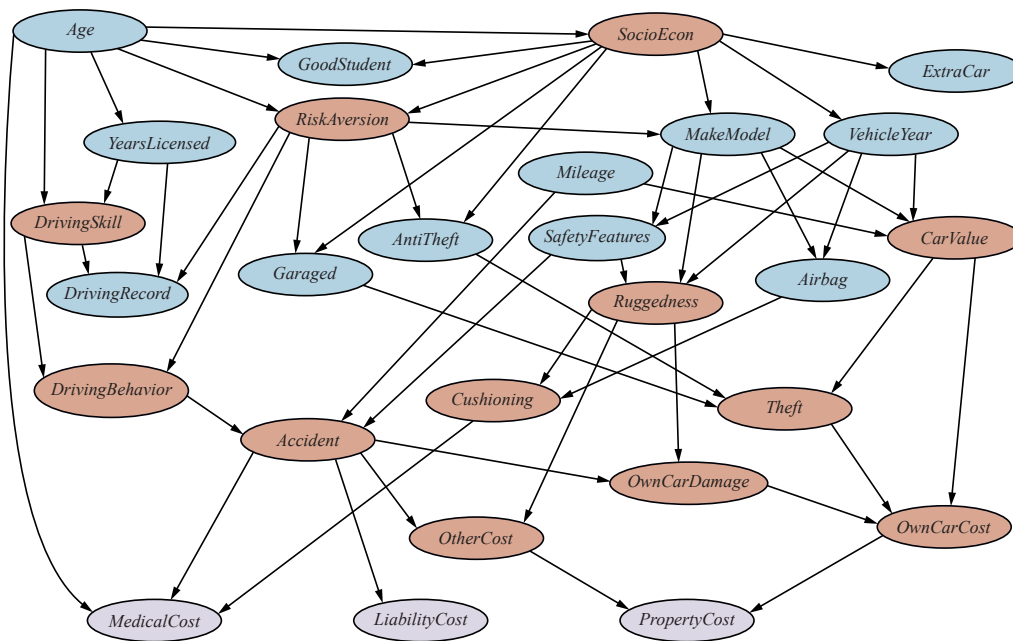 Age
SocioEcon
GoodStudent
ExtraCar
RiskAversion
MakeModel
VehicleYear
YearsLicensed
Mileage
DrivingSkill
AntiTheft
SafetyFeatures
CarValue
Garaged
Airbag
DrivingRecord
Ruggedness
DrivingBehavior
Cushioning
Theft
Accident
OwnCarDamage
OwnCarCost
OtherCost
MedicalCost
LiabilityCost
PropertyCost